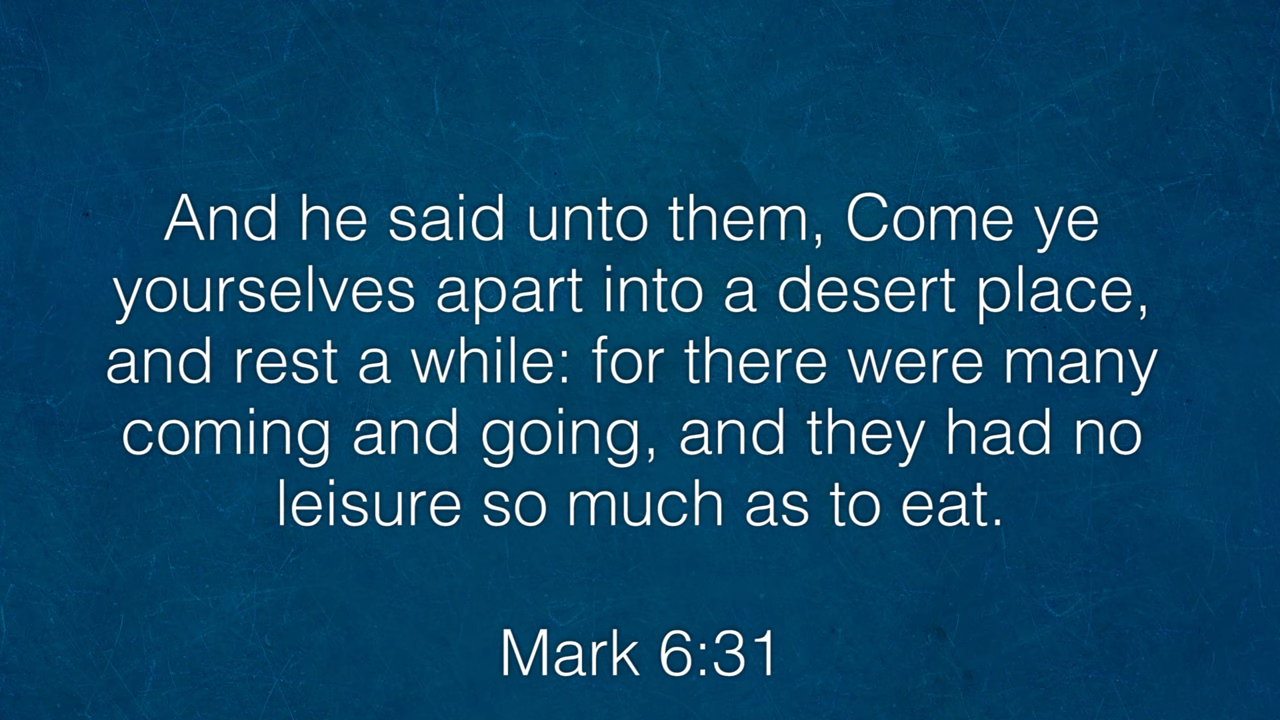 And he said unto them, Come ye
yourselves apart into a desert place,
and rest a while: for there were many
coming and going, and they had no
leisure so much as to eat.
Mark 6:31